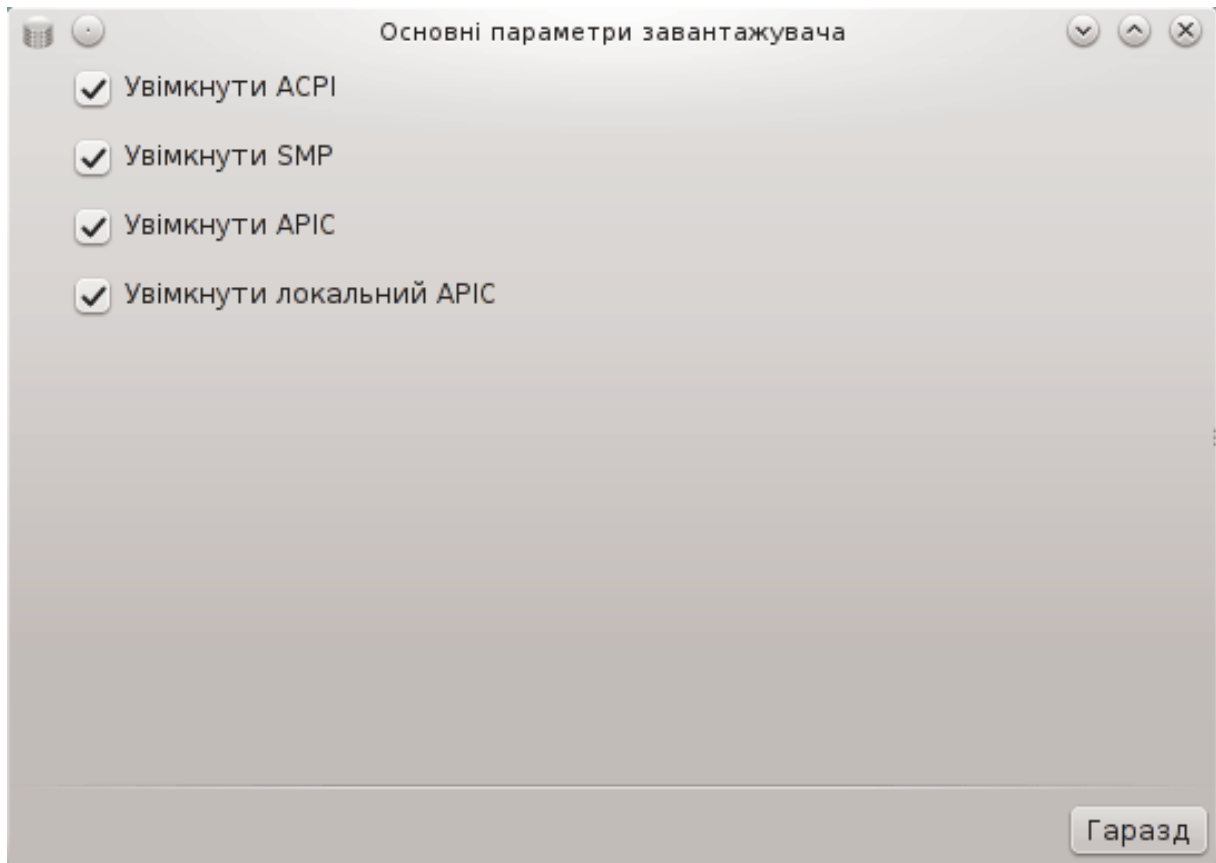 Основні параметри завантажувача
Увімкнути ACPI
Увімкнути SMP
Увімкнути APIC
Увімкнути локальний APIC
Гаразд